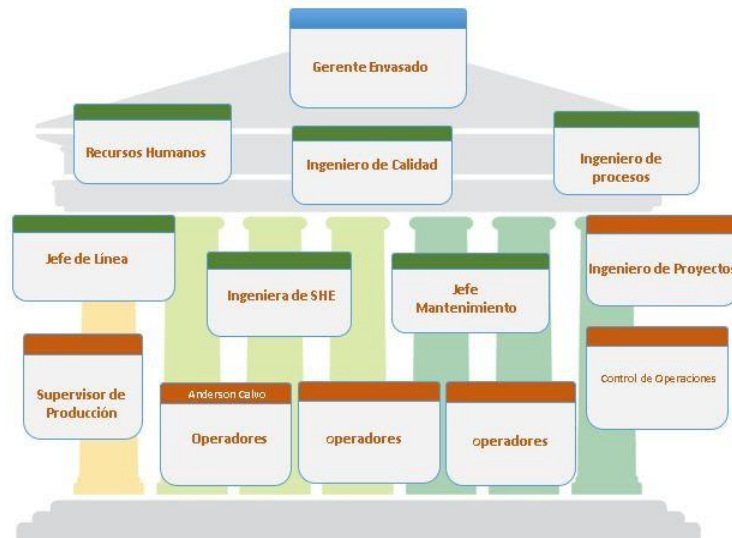 Gerente Envasado
Recursos Humanos
Ingeniero de Calidad
Ingeniero de
procesos
Jefe de Línea
Ingeniera de SHE
Jefe
Mantenimiento
Ingeniero de Proyectos
Supervisor de
Producción
Anderson Calvo
Operadores
operadores
operadores
Control de Operaciones